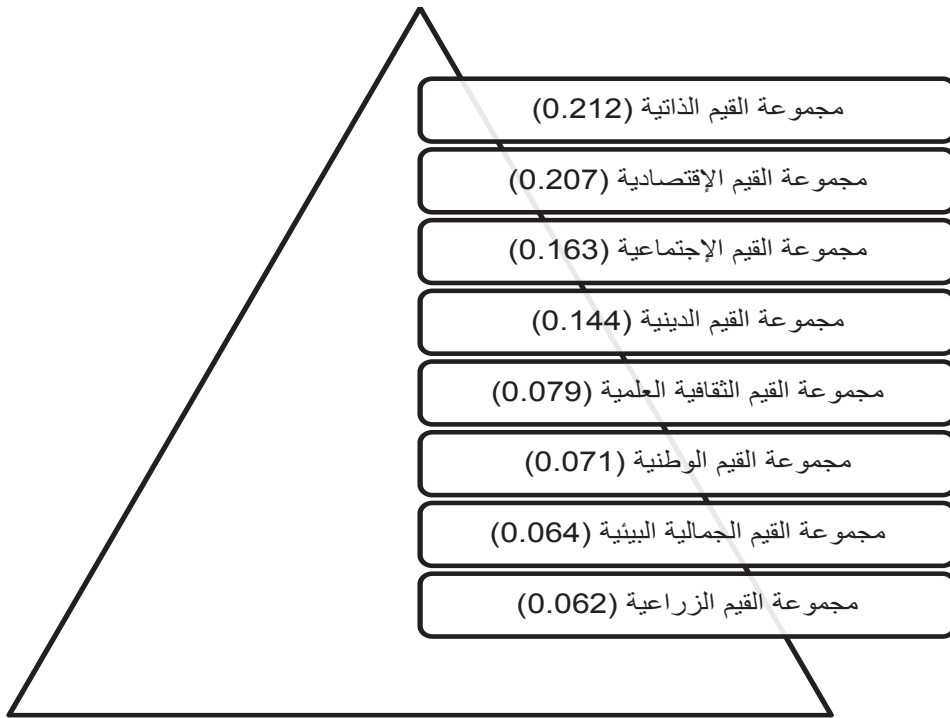 مجموعة القيم الذاتية (0.212)
مجموعة القيم الإقتصادية (0.207)
مجموعة القيم الإجتماعية (0.163)
مجموعة القيم الدينية (0.144)
مجموعة القيم الثقافية العلمية (0.079)
مجموعة القيم الوطنية (0.071)
مجموعة القيم الجمالية البيئية (0.064)
مجموعة القيم الزراعية (0.062)